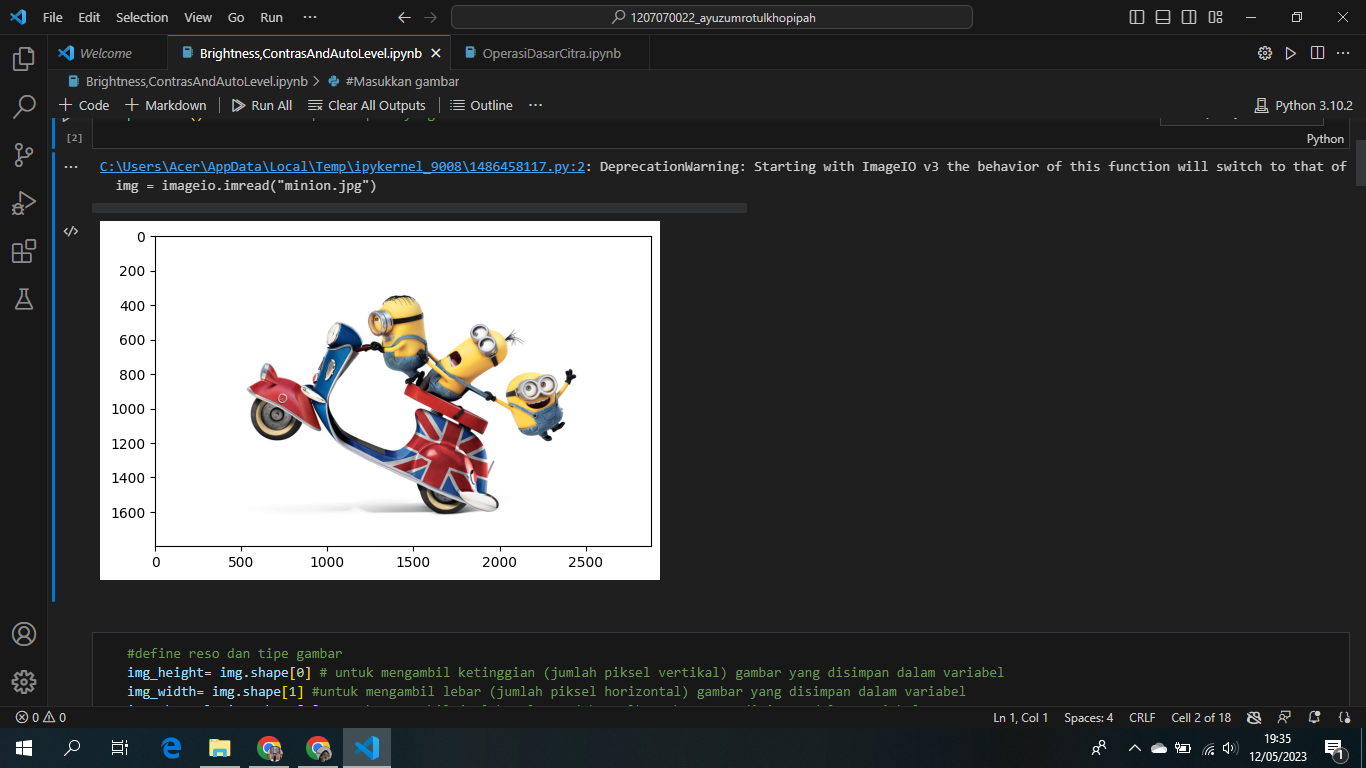 File Edit Selection View Go Run ··· 1207070022_ayuzumrotulkhopipah
Welcome Brightness,ContrasAndAutoLevel.ipynb OperasiDasarCitra.ipynb
Brightness,ContrasAndAutoLevel.ipynb > #Masukkan gambar
+ Code + Markdown Run All Clear All Outputs Outline ··· Python 3.10.2
[2]
Python
C:\Users\Acer\AppData\Local\Temp\ipykernel_9008\1486458117.py:2: DeprecationWarning: Starting with ImageIO v3 the behavior of this function will switch to that of
img = imageio.imread("minion.jpg")
0
200
400
600
800
1000
1200
1400
1600
0 500 1000 1500 2000 2500
#define reso dan tipe gambar
img_height= img.shape[0] # untuk mengambil ketinggian (jumlah piksel vertikal) gambar yang disimpan dalam variabel
img_width= img.shape[1] #untuk mengambil lebar (jumlah piksel horizontal) gambar yang disimpan dalam variabel
0 0 Ln 1, Col 1 Spaces: 4 CRLF Cell 2 of 18
19:35
12/05/2023 1